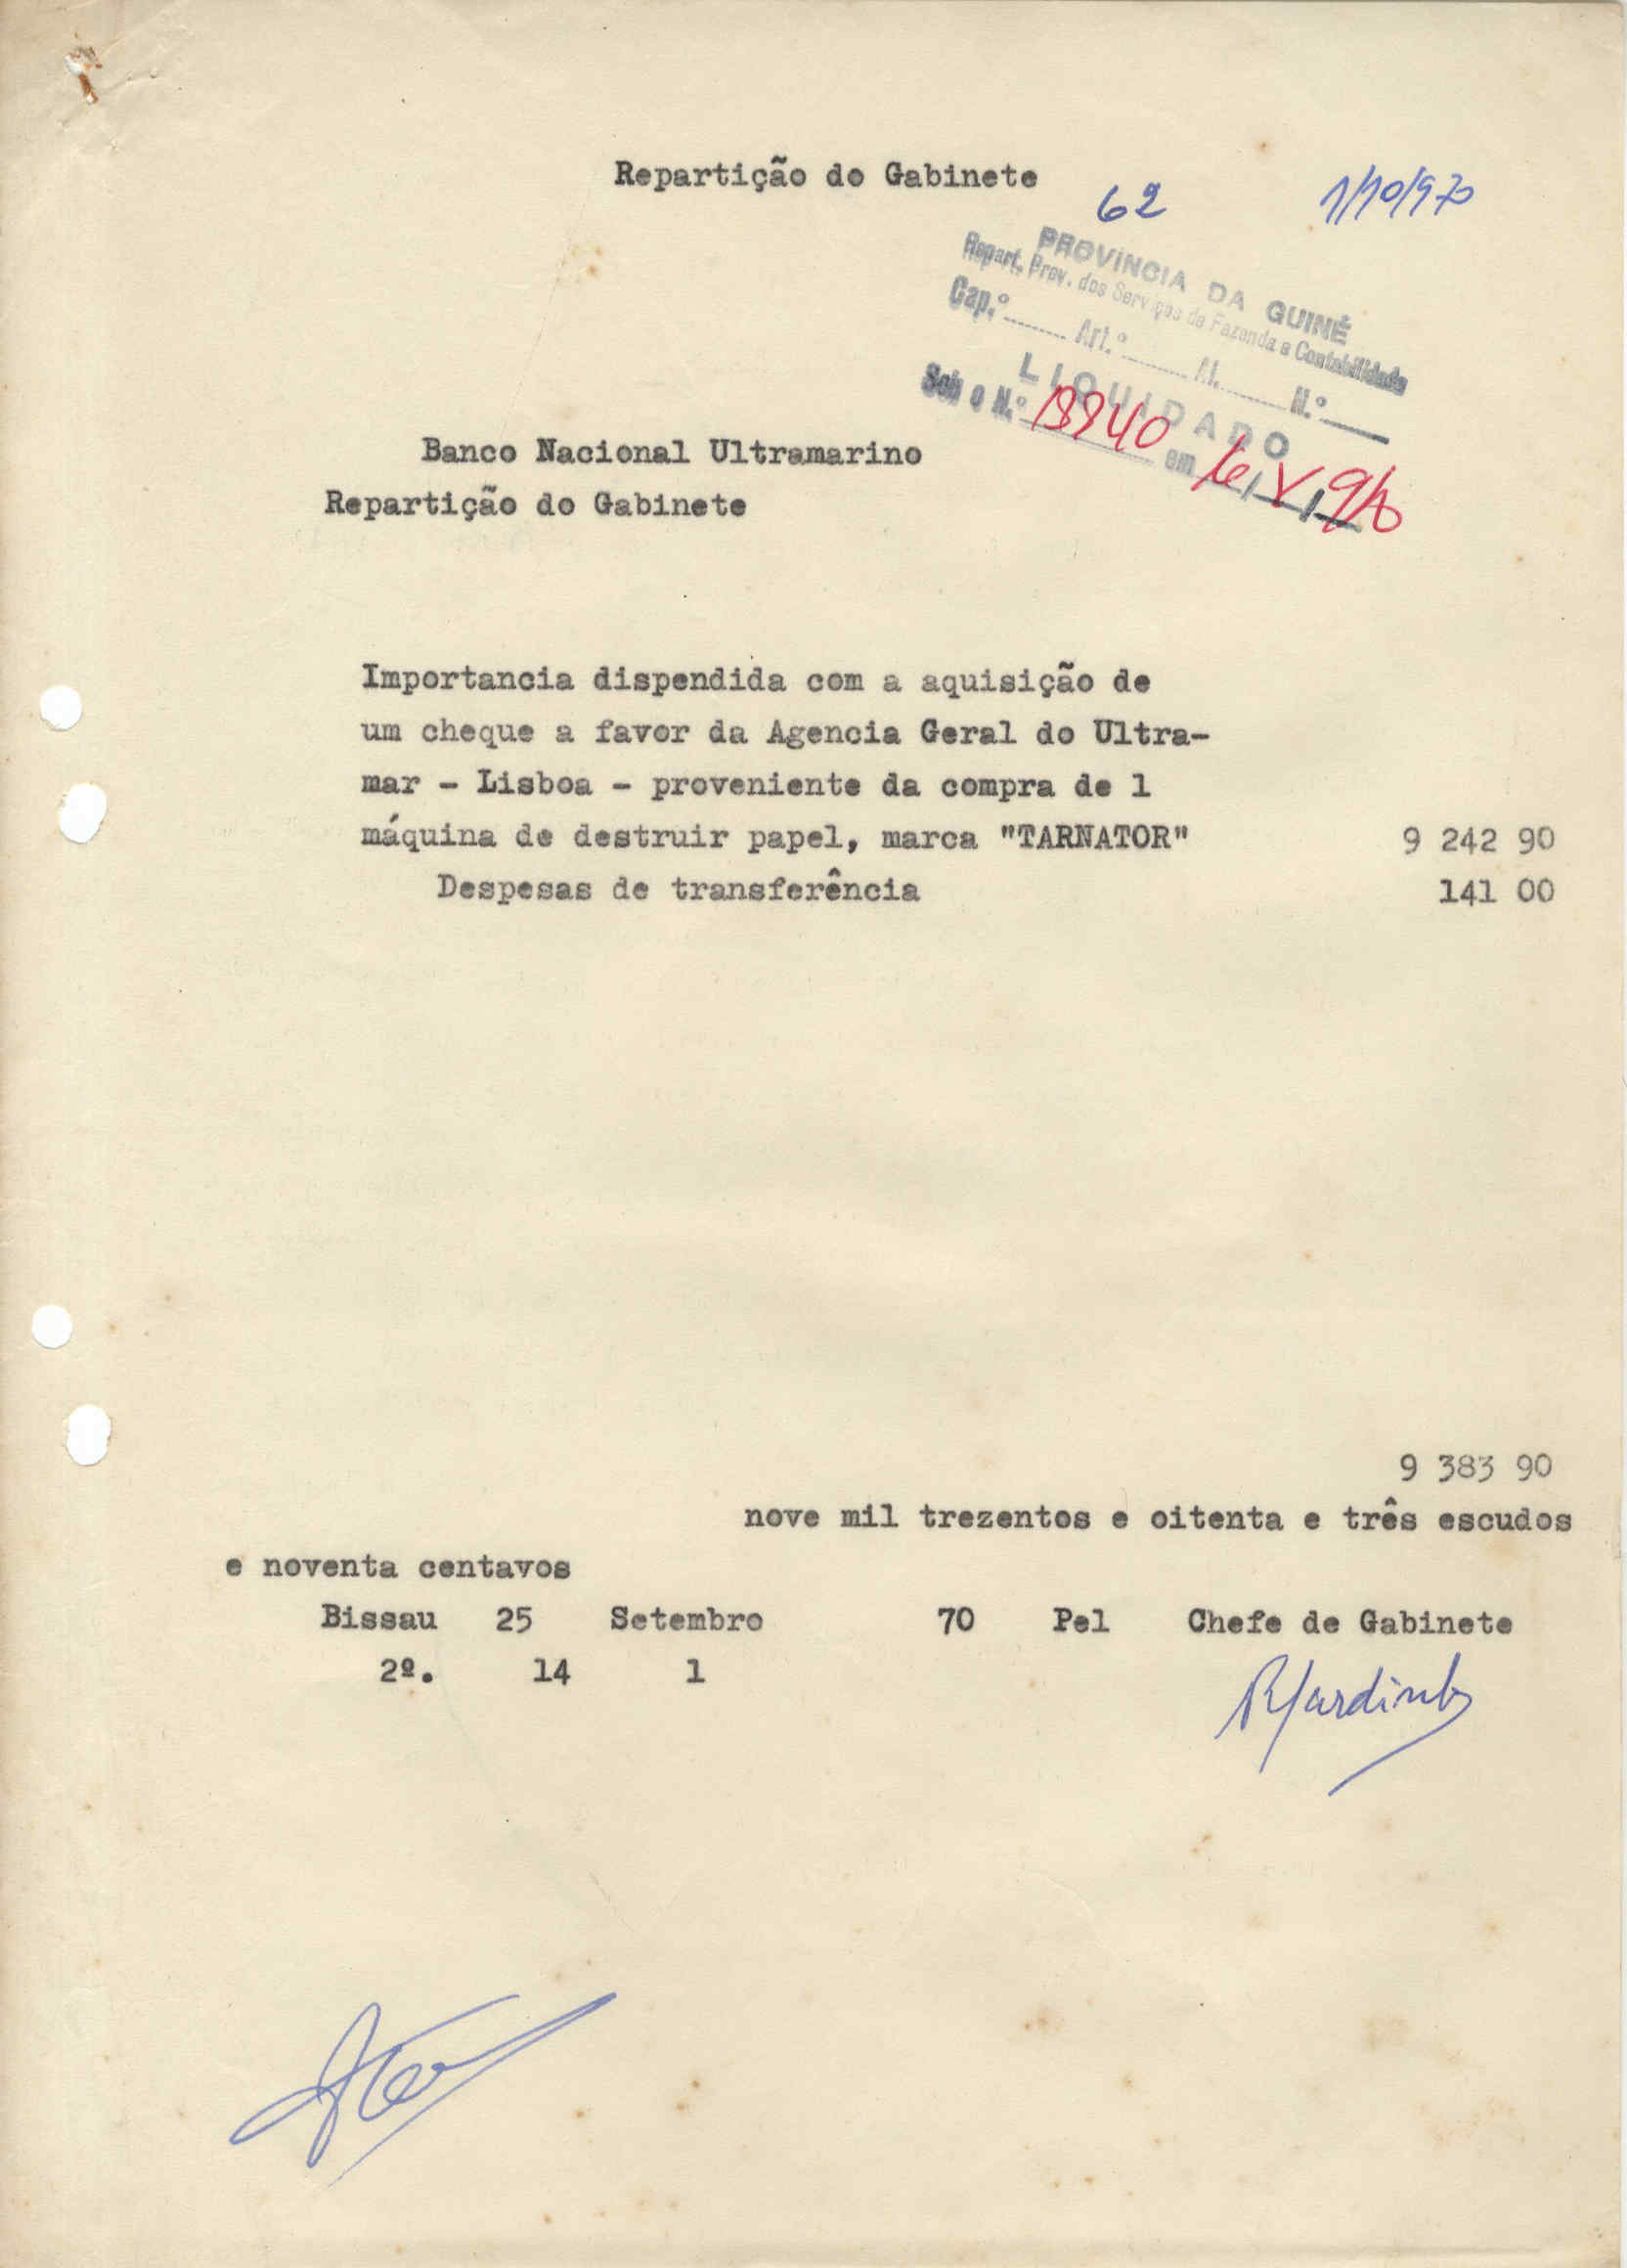 Repartição do Gabinete
62
1/10/970
PROVÍNCIA DA GUINÉ
Repart. Prov. dos Serviços de Fazenda e Contabilidade
Cap.º Art.º Al. N.º
LIQUIDADO
Sob o N.º em
Banco Nacional Ultramarino
Repartição do Gabinete
Importancia dispendida com a aquisição de
um cheque a favor da Agencia Geral do Ultra-
mar - Lisboa - proveniente da compra de 1
máquina de destruir papel, marca "TARNATOR" 9 242 90
Despesas de transferência 141 00
9 383 90
nove mil trezentos e oitenta e três escudos
e noventa centavos
Bissau 25 Setembro 70 Pel Chefe de Gabinete
2º. 14 1